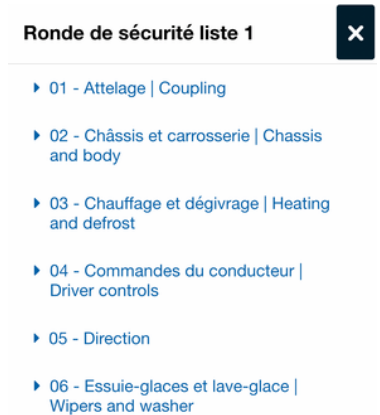 Ronde de sécurité liste 1
01 - Attelage | Coupling
02 - Châssis et carrosserie | Chassis
and body
03 - Chauffage et dégivrage | Heating
and defrost
04 - Commandes du conducteur |
Driver controls
05 - Direction
06 - Essuie-glaces et lave-glace |
Wipers and washer